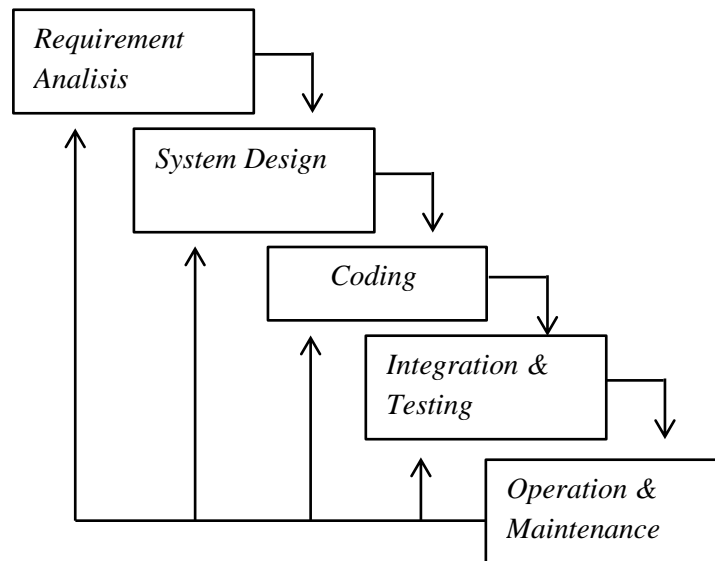 Requirement
Analisis
System Design
Coding
Integration &
Testing
Operation &
Maintenance